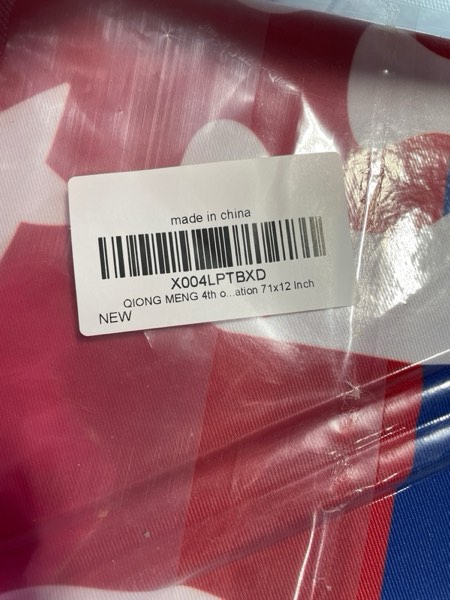 made in china
X004LPTBXD
QIONG MENG 4th o...ation 71x12 Inch
NEW